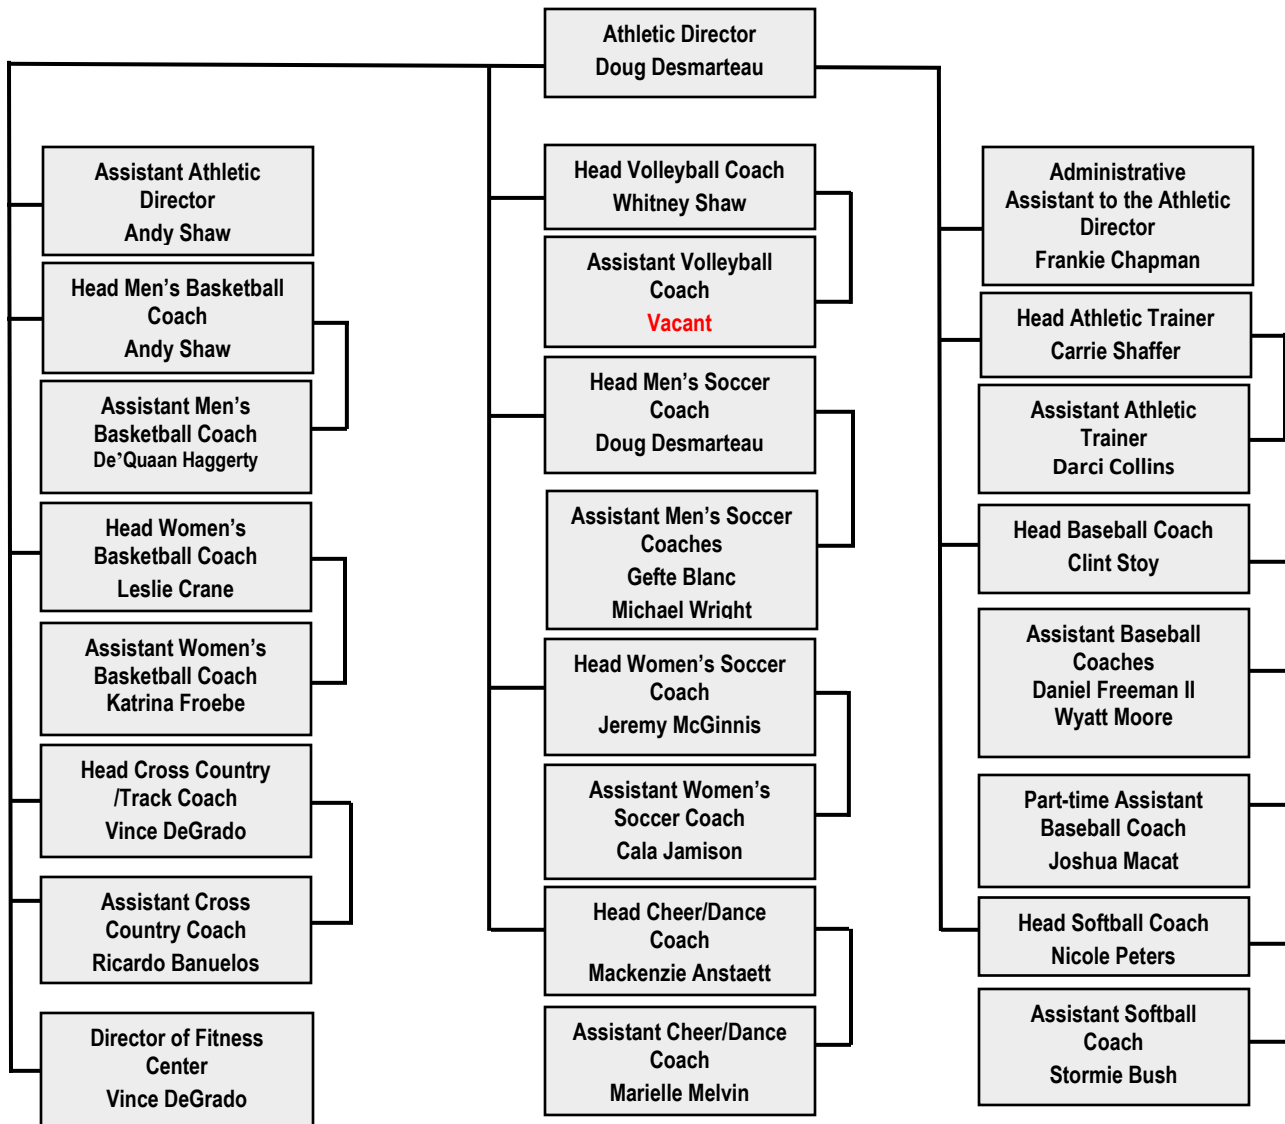 Athletic Director
Doug Desmarteau
Assistant Athletic
Director
Andy Shaw
Head Men's Basketball
Coach
Andy Shaw
Assistant Men's
Basketball Coach
De’Quaan Haggerty
Head Women's
Basketball Coach
Leslie Crane
Assistant Women's
Basketball Coach
Katrina Froebe
Head Cross Country
/Track Coach
Vince DeGrado
Assistant Cross
Country Coach
Ricardo Banuelos
Director of Fitness
Center
Vince DeGrado
Head Volleyball Coach
Whitney Shaw
Assistant Volleyball
Coach
Vacant
Head Men's Soccer
Coach
Doug Desmarteau
Assistant Men's Soccer
Coaches
Gefte Blanc
Michael Wright
Head Women's Soccer
Coach
Jeremy McGinnis
Assistant Women's
Soccer Coach
Cala Jamison
Head Cheer/Dance
Coach
Mackenzie Anstaett
Assistant Cheer/Dance
Coach
Marielle Melvin
Administrative
Assistant to the Athletic
Director
Frankie Chapman
Head Athletic Trainer
Carrie Shaffer
Assistant Athletic
Trainer
Darci Collins
Head Baseball Coach
Clint Stoy
Assistant Baseball
Coaches
Daniel Freeman II
Wyatt Moore
Part-time Assistant
Baseball Coach
Joshua Macat
Head Softball Coach
Nicole Peters
Assistant Softball
Coach
Stormie Bush